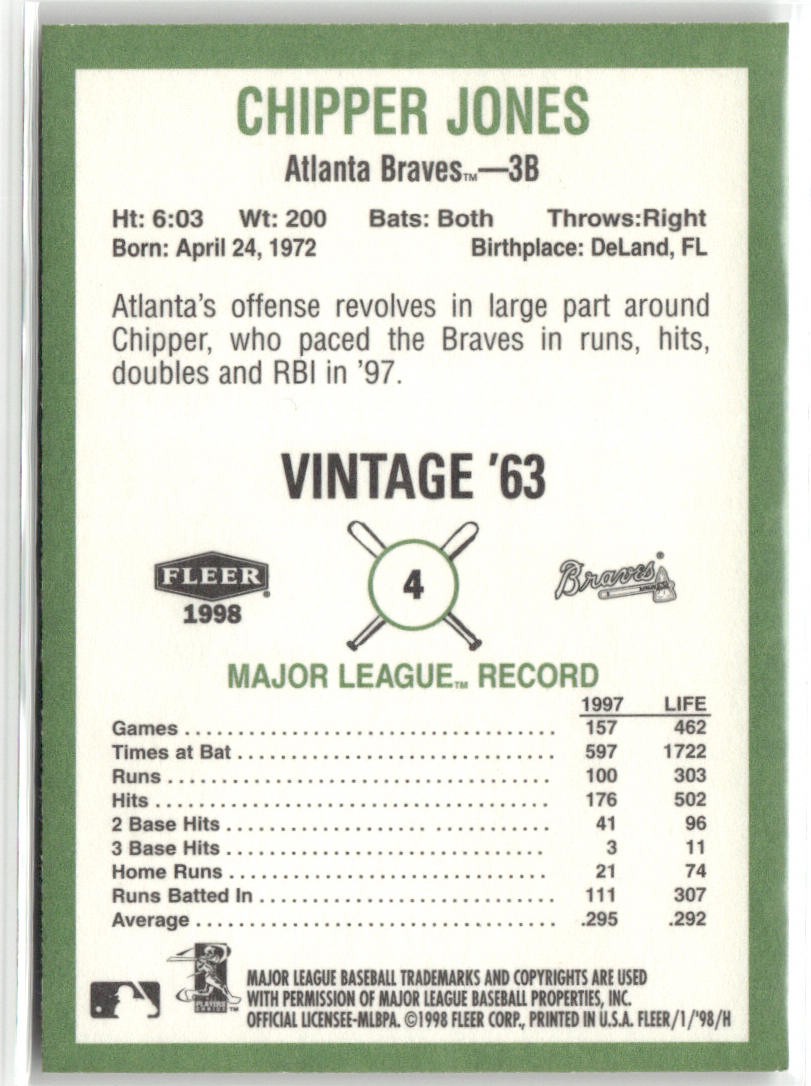 CHIPPER JONES
Atlanta Braves™—3B
Ht: 6:03 Wt: 200 Bats: Both Throws:Right
Born: April 24, 1972 Birthplace: DeLand, FL
Atlanta's offense revolves in large part around
Chipper, who paced the Braves in runs, hits,
doubles and RBI in '97.
VINTAGE '63
FLEER®
1998
4
Braves®
MAJOR LEAGUE™ RECORD
1997 LIFE
Games 157 462
Times at Bat 597 1722
Runs 100 303
Hits 176 502
2 Base Hits 41 96
3 Base Hits 3 11
Home Runs 21 74
Runs Batted In 111 307
Average .295 .292
PLAYERS
CHOICE™
MAJOR LEAGUE BASEBALL TRADEMARKS AND COPYRIGHTS ARE USED
WITH PERMISSION OF MAJOR LEAGUE BASEBALL PROPERTIES, INC.
OFFICIAL LICENSEE-MLBPA. ©1998 FLEER CORP., PRINTED IN U.S.A. FLEER/1/'98/H